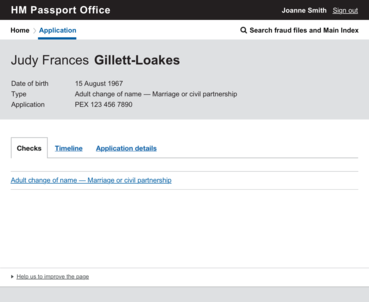 HM Passport Office
Joanne Smith Sign out
Home > Application
Search fraud files and Main Index
Judy Frances Gillett-Loakes
Date of birth 15 August 1967
Type Adult change of name — Marriage or civil partnership
Application PEX 123 456 7890
Checks Timeline Application details
Adult change of name — Marriage or civil partnership
Help us to improve the page